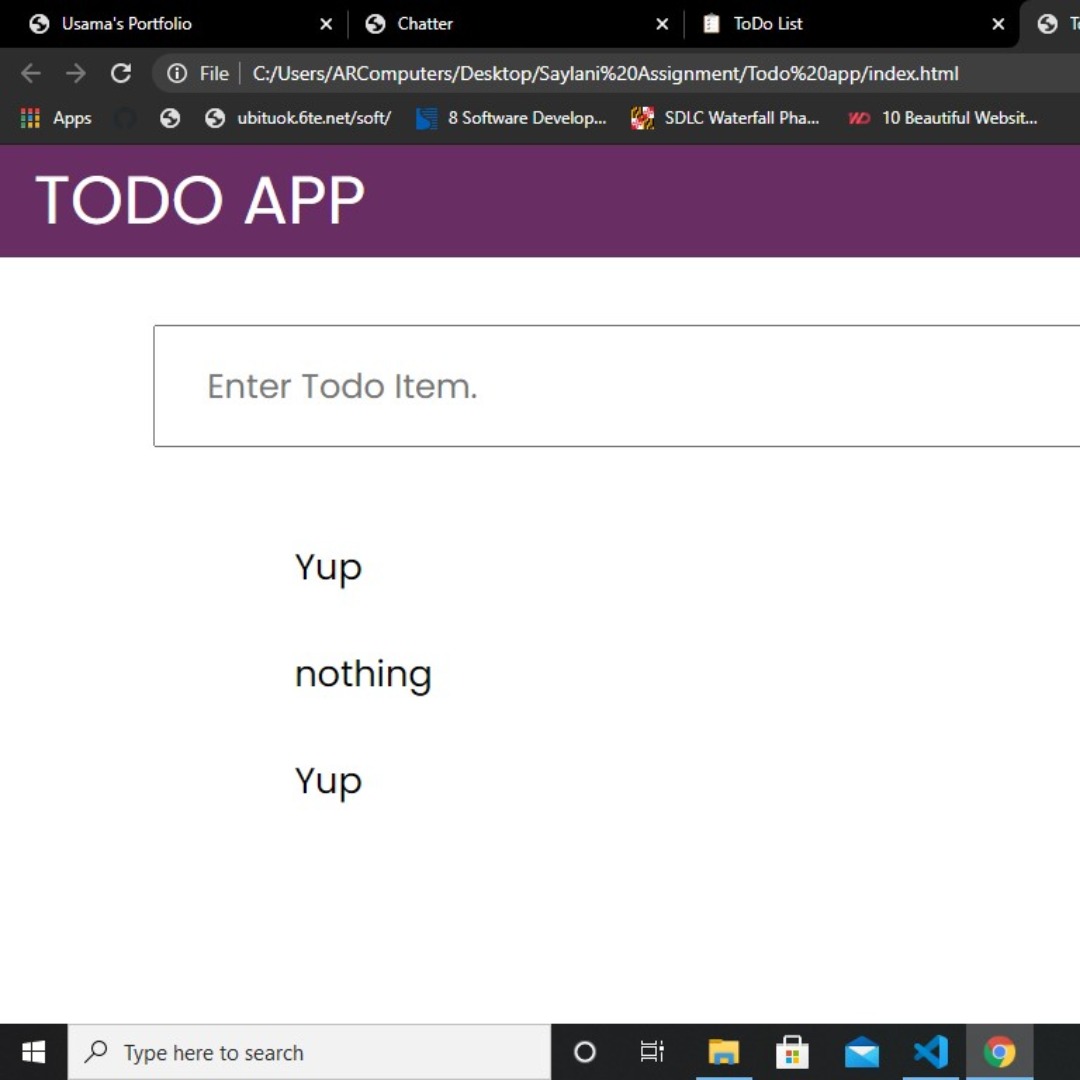 Usama's Portfolio
Chatter
ToDo List
File
C:/Users/ARComputers/Desktop/Saylani%20Assignment/Todo%20app/index.html
Apps
ubituok.6te.net/soft/
8 Software Develop...
SDLC Waterfall Pha...
10 Beautiful Websit...
TODO APP
Enter Todo Item.
Yup
nothing
Yup
Type here to search